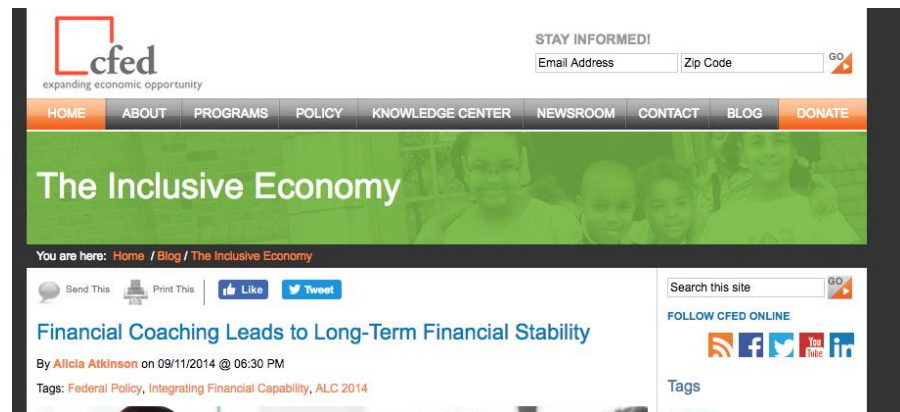 cfed
expanding economic opportunity
STAY INFORMED!
Email Address Zip Code GO
HOME ABOUT PROGRAMS POLICY KNOWLEDGE CENTER NEWSROOM CONTACT BLOG DONATE
The Inclusive Economy
You are here: Home / Blog / The Inclusive Economy
Send This Print This Like Tweet
Search this site GO
FOLLOW CFED ONLINE
You Tube in
Financial Coaching Leads to Long-Term Financial Stability
By Alicia Atkinson on 09/11/2014 @ 06:30 PM
Tags: Federal Policy, Integrating Financial Capability, ALC 2014
Tags